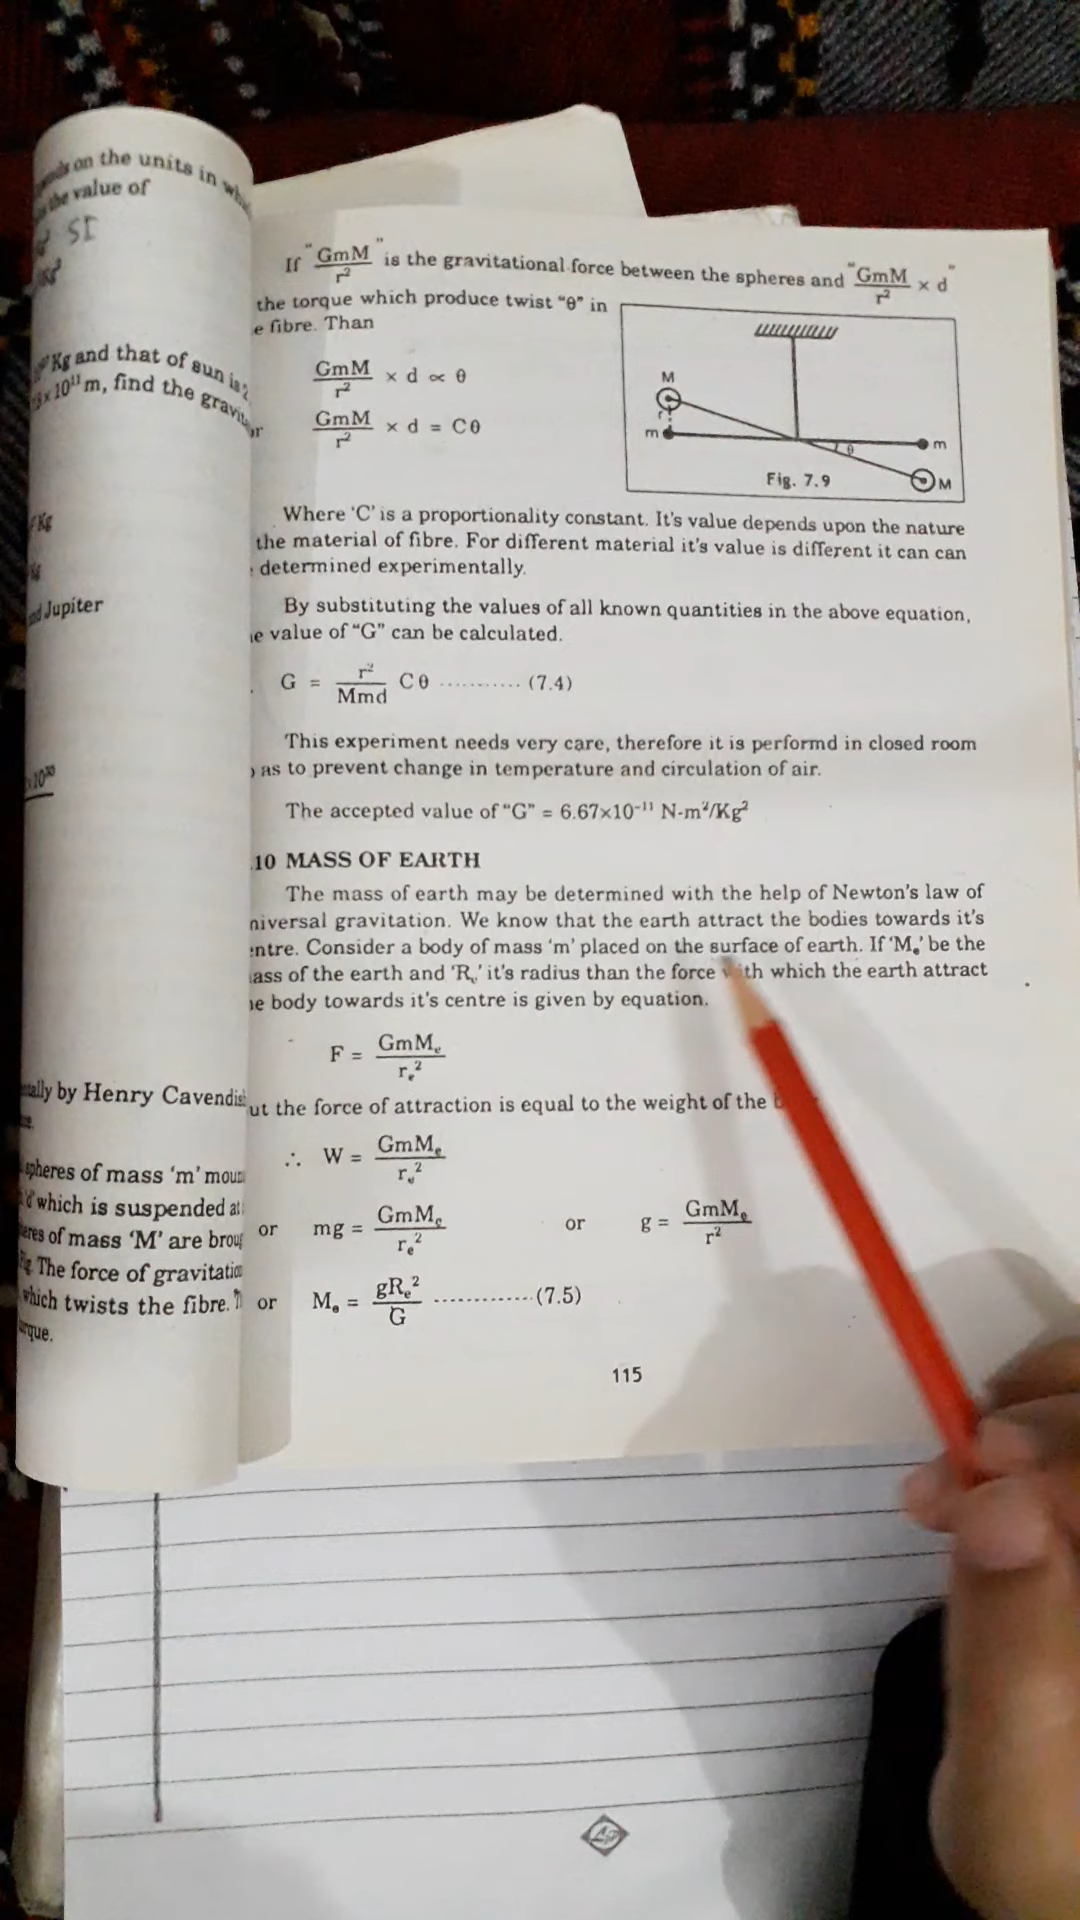 on the units in
the value of
SI
Kg and that of sun is
× 10¹¹ m, find the
Kg
Jupiter
by Henry Cavendis
spheres of mass 'm'
which is suspended at
of mass 'M' are
The force of
which twists the fibre.
If "GmM/r²" is the gravitational force between the spheres and "GmM/r² × d"
the torque which produce twist "θ" in
e fibre. Than
GmM/r² × d ∝ θ
or GmM/r² × d = Cθ
M
r
m
m
θ
M
Fig. 7.9
Where 'C' is a proportionality constant. It's value depends upon the nature
the material of fibre. For different material it's value is different it can can
determined experimentally.
By substituting the values of all known quantities in the above equation,
e value of "G" can be calculated.
G = r²/Mmd Cθ ........... (7.4)
This experiment needs very care, therefore it is performd in closed room
as to prevent change in temperature and circulation of air.
The accepted value of "G" = 6.67×10⁻¹¹ N-m²/Kg²
.10 MASS OF EARTH
The mass of earth may be determined with the help of Newton's law of
niversal gravitation. We know that the earth attract the bodies towards it's
entre. Consider a body of mass 'm' placed on the surface of earth. If 'Mₑ' be the
ass of the earth and 'Rₑ' it's radius than the force with which the earth attract
e body towards it's centre is given by equation.
F = GmMₑ/rₑ²
ut the force of attraction is equal to the weight of the
∴ W = GmMₑ/rₑ²
or mg = GmMₑ/rₑ² or g = GmMₑ/r²
or Mₑ = gRₑ²/G ............. (7.5)
115